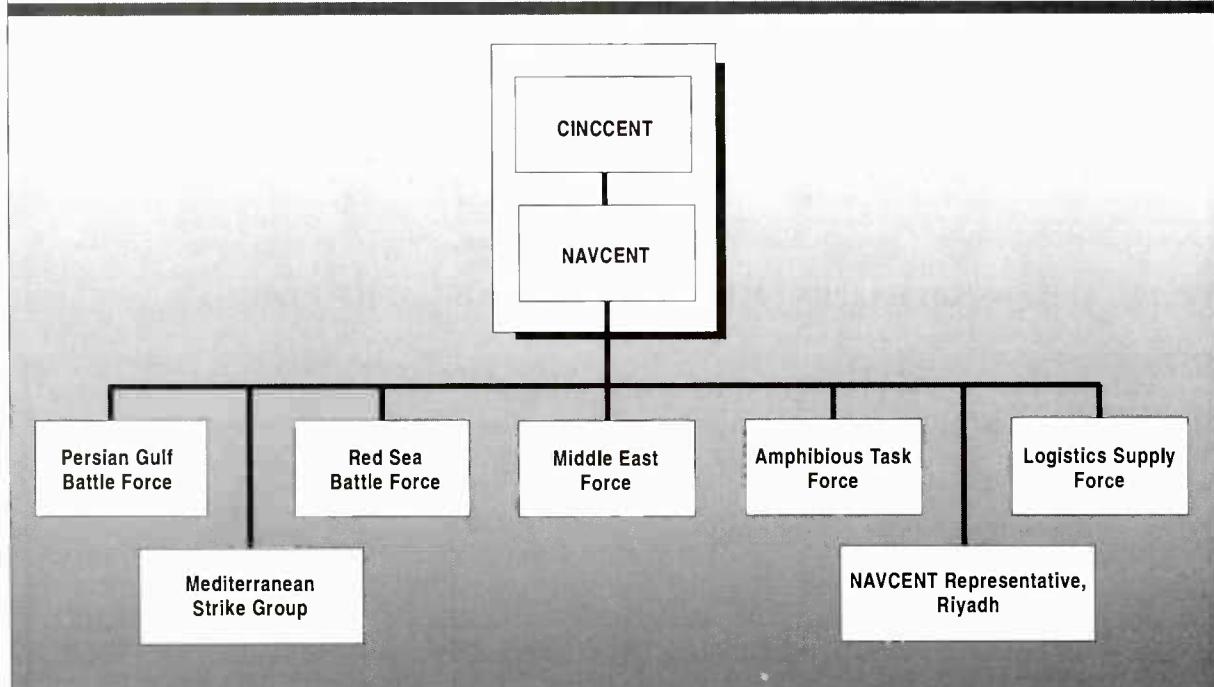 CINCCENT
NAVCENT
Persian Gulf
Battle Force
Red Sea
Battle Force
Middle East
Force
Amphibious Task
Force
Logistics Supply
Force
Mediterranean
Strike Group
NAVCENT Representative,
Riyadh